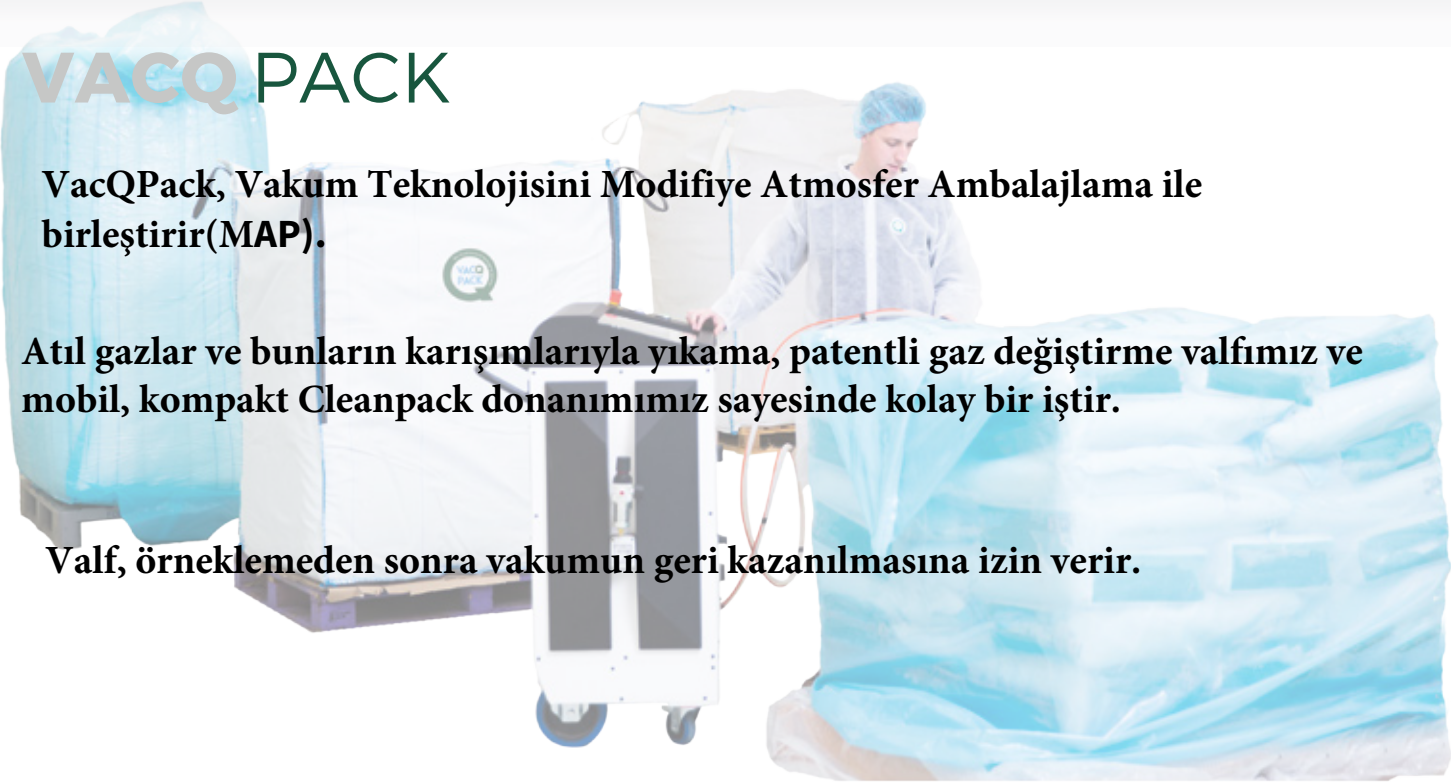 VACQPACK
VacQPack, Vakum Teknolojisini Modifiye Atmosfer Ambalajlama ile
birleştirir(MAP).
VACQ
PACK
Atıl gazlar ve bunların karışımlarıyla yıkama, patentli gaz değiştirme valfımız ve
mobil, kompakt Cleanpack donanımımız sayesinde kolay bir iştir.
Valf, örneklemeden sonra vakumun geri kazanılmasına izin verir.